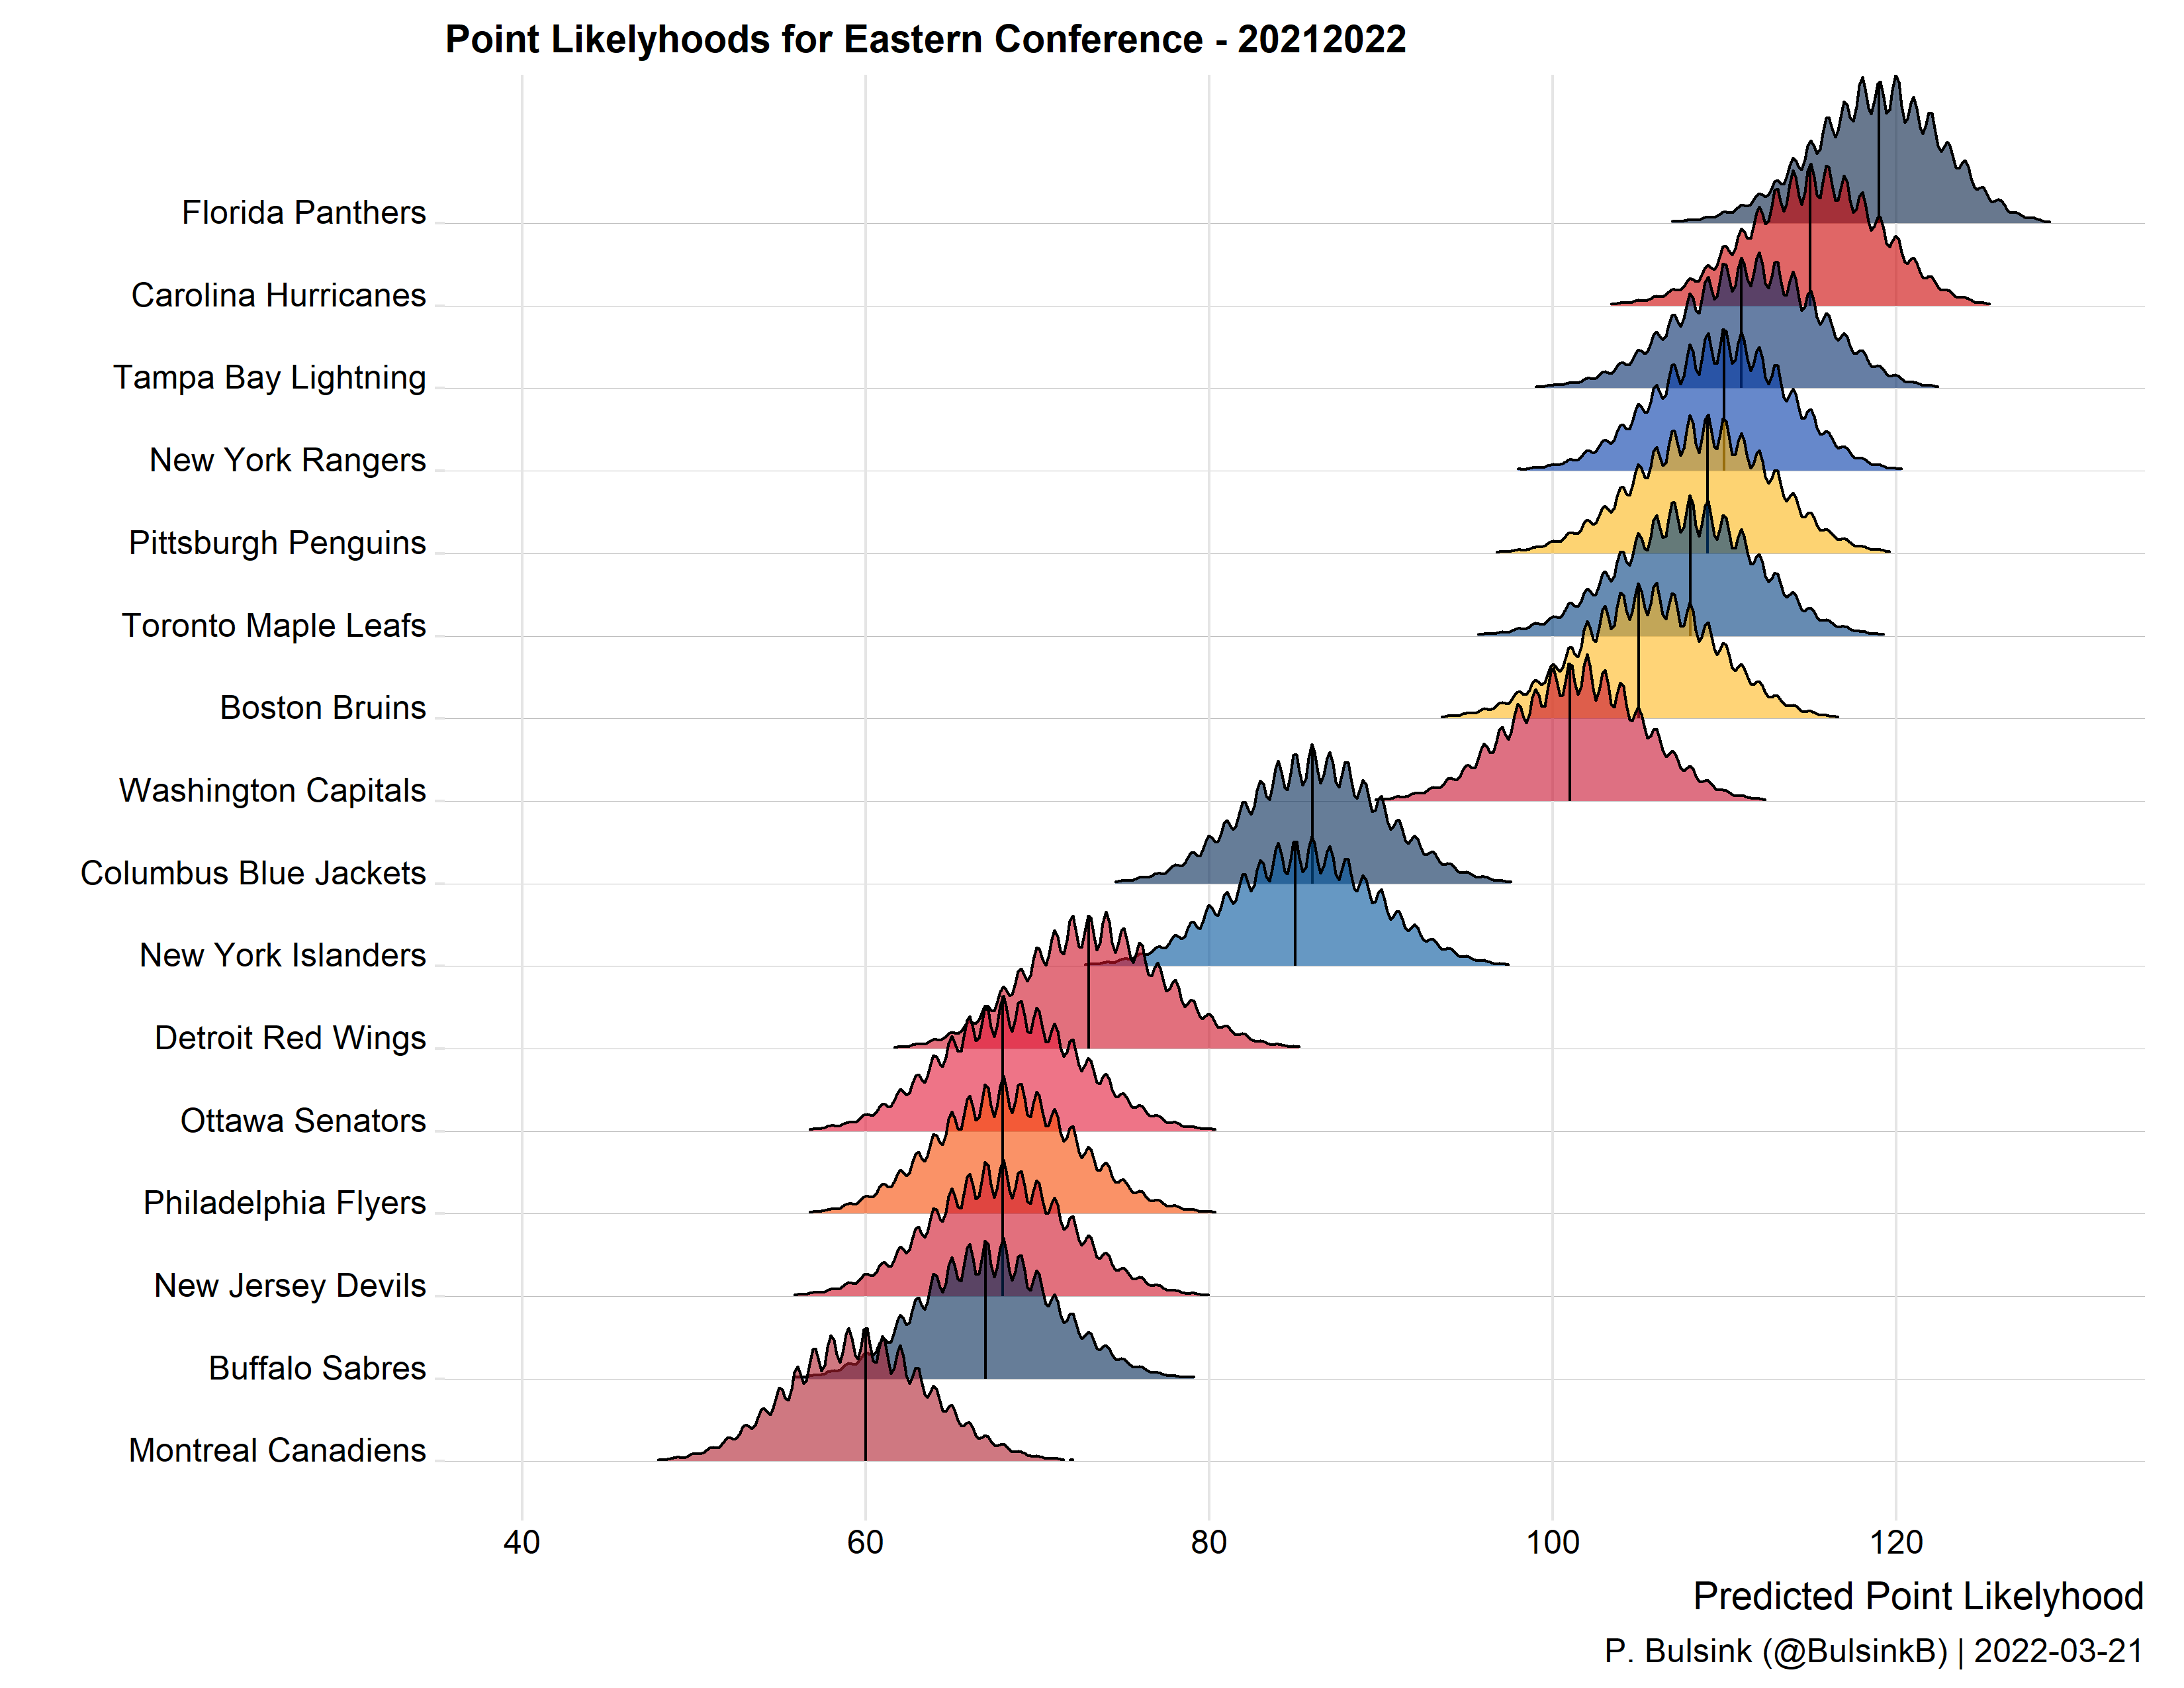 Point Likelyhoods for Eastern Conference - 20212022
Florida Panthers
Carolina Hurricanes
Tampa Bay Lightning
New York Rangers
Pittsburgh Penguins
Toronto Maple Leafs
Boston Bruins
Washington Capitals
Columbus Blue Jackets
New York Islanders
Detroit Red Wings
Ottawa Senators
Philadelphia Flyers
New Jersey Devils
Buffalo Sabres
Montreal Canadiens
40 60 80 100 120
Predicted Point Likelyhood
P. Bulsink (@BulsinkB) | 2022-03-21